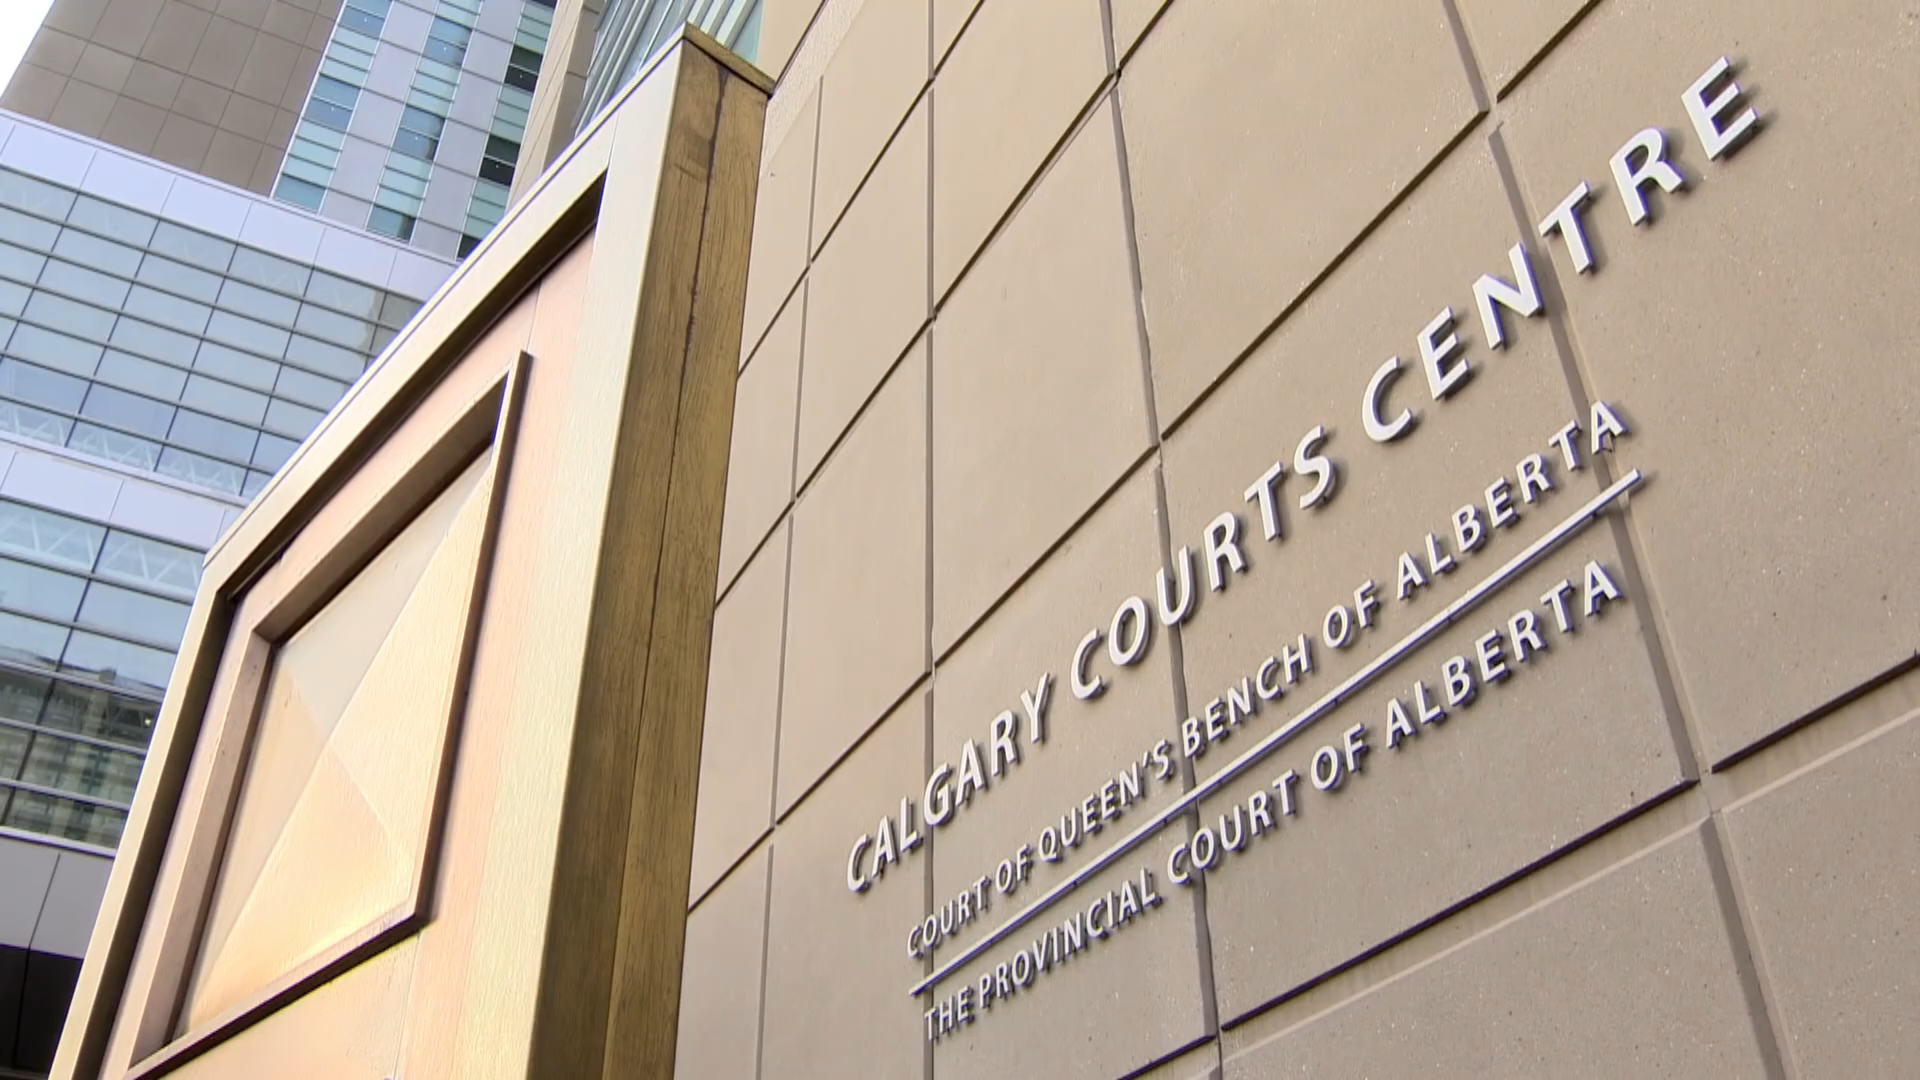 CALGARY COURTS CENTRE
COURT OF QUEEN'S BENCH OF ALBERTA
THE PROVINCIAL COURT OF ALBERTA